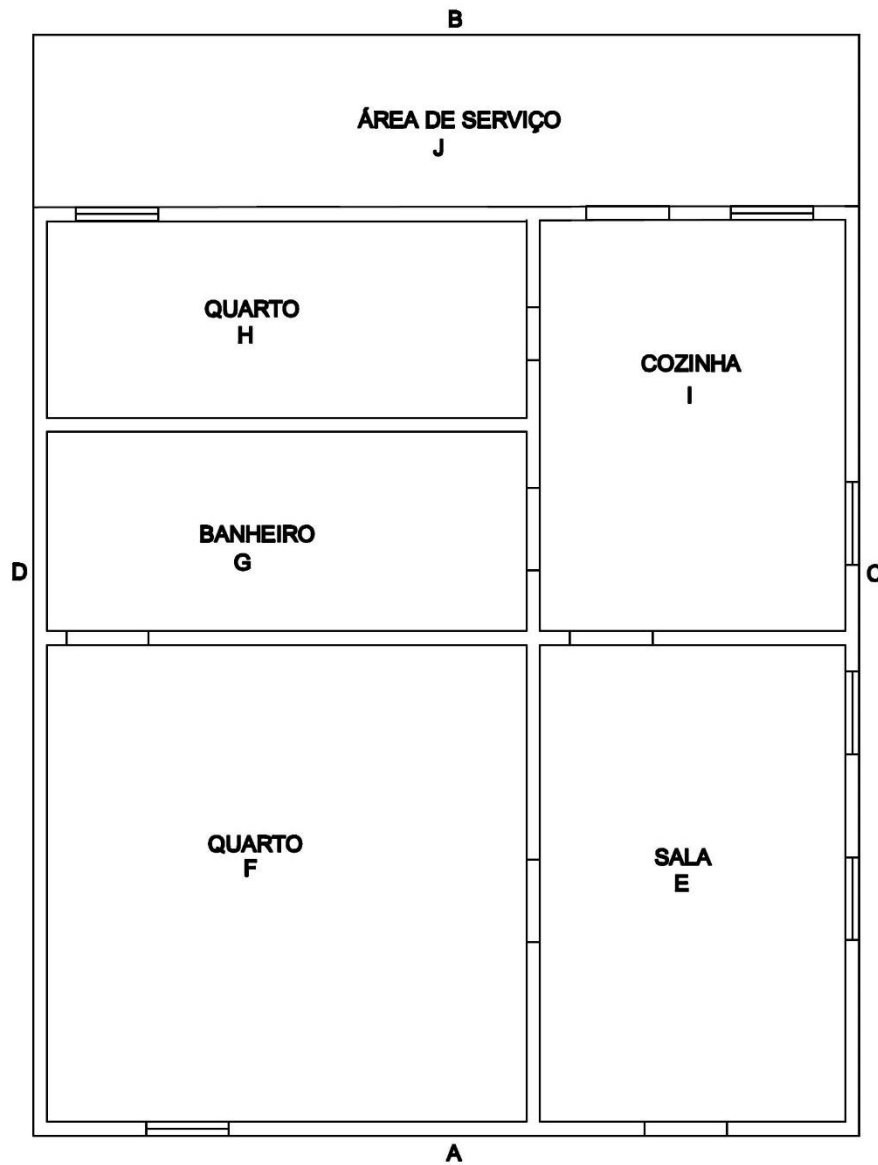 B
ÁREA DE SERVIÇO
J
QUARTO
H
COZINHA
I
BANHEIRO
G
D
C
QUARTO
F
SALA
E
A